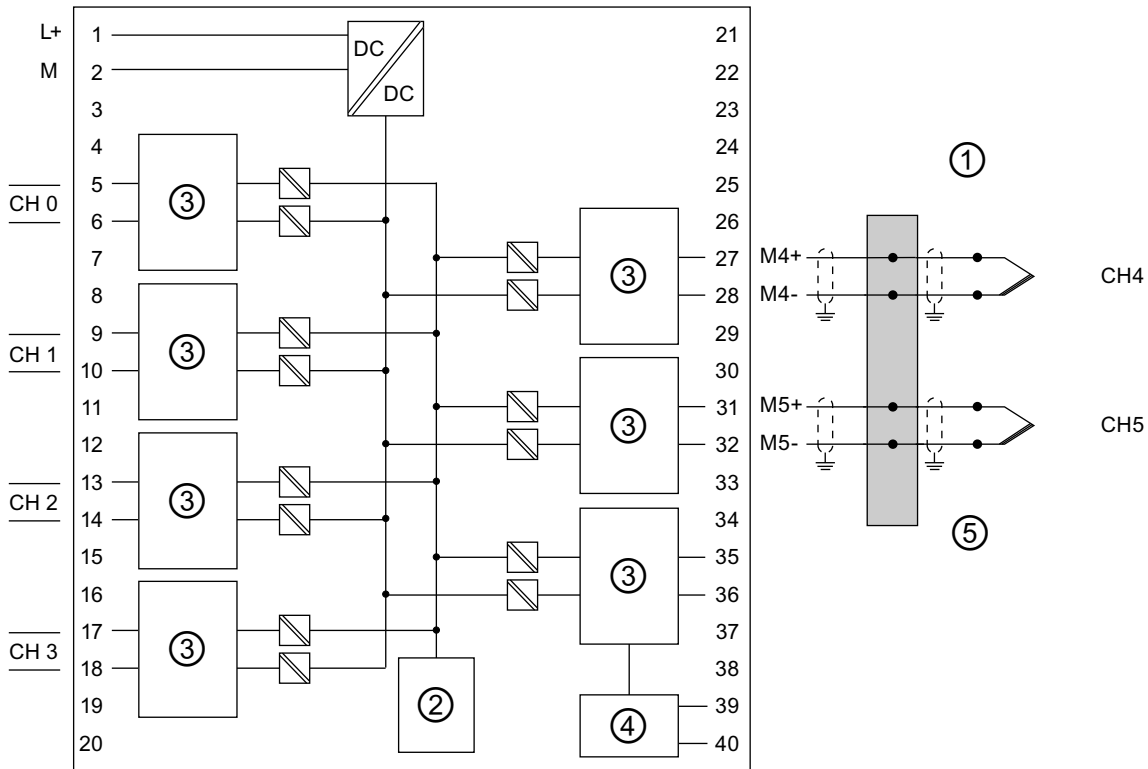 L+ 1 DC 21
M 2 DC 22
3 23
4 24
①
5 25
CH 0 ③
6 26
7 27 M4+
③ CH4
8 28 M4-
9 29
CH 1 ③
10 30
11 31 M5+
③ CH5
12 32 M5-
13 33
CH 2 ③
14 34
⑤
15 35
③
16 36
17 37
CH 3 ③
18 38
19 ② ④ 39
20 40